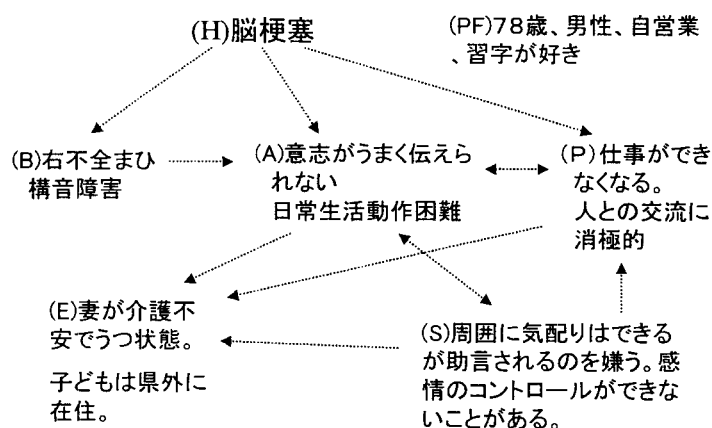 (H)脳梗塞
(PF)78歳、男性、自営業
、習字が好き
(B)右不全まひ
構音障害
(A)意志がうまく伝えら
れない
日常生活動作困難
(P)仕事ができ
なくなる。
人との交流に
消極的
(E)妻が介護不
安でうつ状態。
子どもは県外に
在住。
(S)周囲に気配りはできる
が助言されるのを嫌う。感
情のコントロールができな
いことがある。